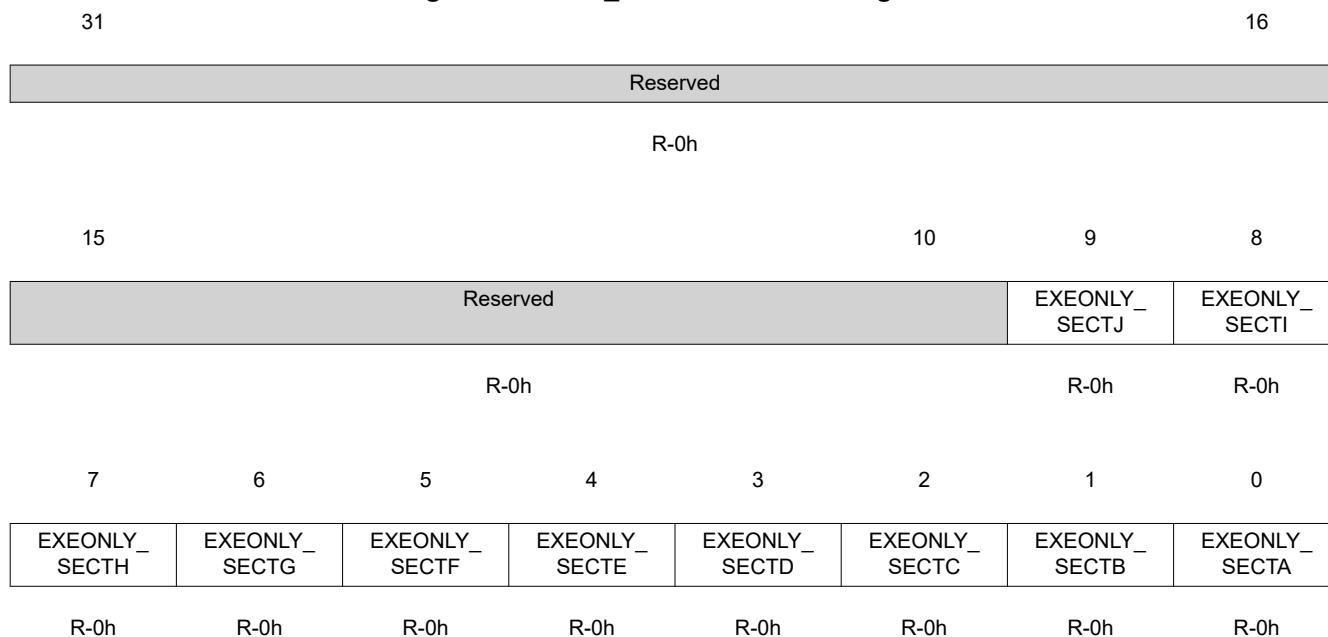 31 16
Reserved
R-0h
15 10 9 8
Reserved EXEONLY_ EXEONLY_
SECTJ SECTI
R-0h R-0h R-0h
7 6 5 4 3 2 1 0
EXEONLY_ EXEONLY_ EXEONLY_ EXEONLY_ EXEONLY_ EXEONLY_ EXEONLY_ EXEONLY_
SECTH SECTG SECTF SECTE SECTD SECTC SECTB SECTA
R-0h R-0h R-0h R-0h R-0h R-0h R-0h R-0h